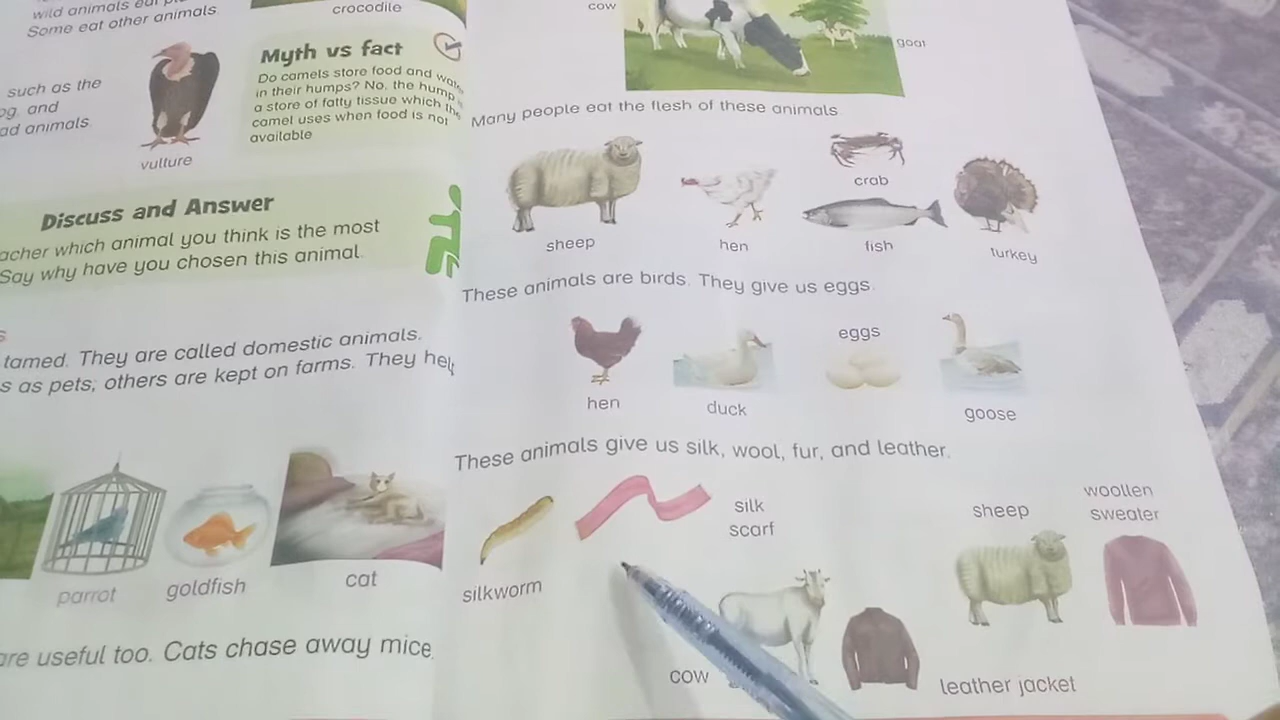 wild animals eat
Some eat other animals.
crocodile
such as the
and
ad animals.
vulture
Myth vs fact
Do camels store food and water
in their humps? No. the hump
a store of fatty tissue which the
camel uses when food is not
available
Discuss and Answer
acher which animal you think is the most
Say why have you chosen this animal.
tamed. They are called domestic animals.
s as pets, others are kept on farms. They help
parrot
goldfish
cat
are useful too. Cats chase away mice.
cow
goat
Many people eat the flesh of these animals.
sheep
hen
crab
fish
turkey
These animals are birds. They give us eggs.
hen
duck
eggs
goose
These animals give us silk, wool, fur, and leather.
silkworm
silk
scarf
sheep
woollen
sweater
cow
leather jacket